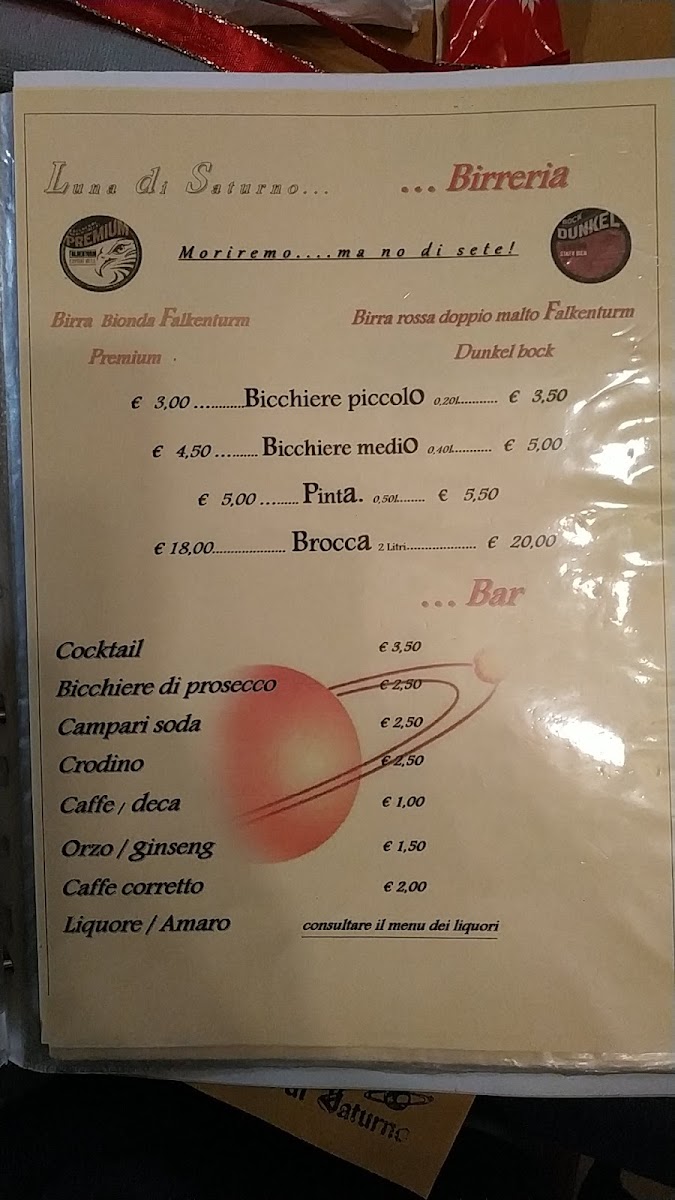 Luna di Saturno... ... Birreria
PREMIUM
FALKENTURM
BOCK
DUNKEL
Moriremo....ma no di sete!
Birra Bionda Falkenturm Birra rossa doppio malto Falkenturm
Premium . Dunkel bock
€ 3,00 ...........Bicchiere piccolo 0,20l........... € 3,50
€ 4,50 ......... Bicchiere medio 0,40l........... € 5,00
€ 5,00 ........ Pinta. 0,50l........ € 5,50
€ 18,00..................... Brocca 2 Litri.................... € 20,00
... Bar
Cocktail € 3,50
Bicchiere di prosecco € 2,50
Campari soda € 2,50
Crodino € 2,50
Caffe / deca € 1,00
Orzo / ginseng € 1,50
Caffe corretto € 2,00
Liquore / Amaro consultare il menu dei liquori
di Saturno